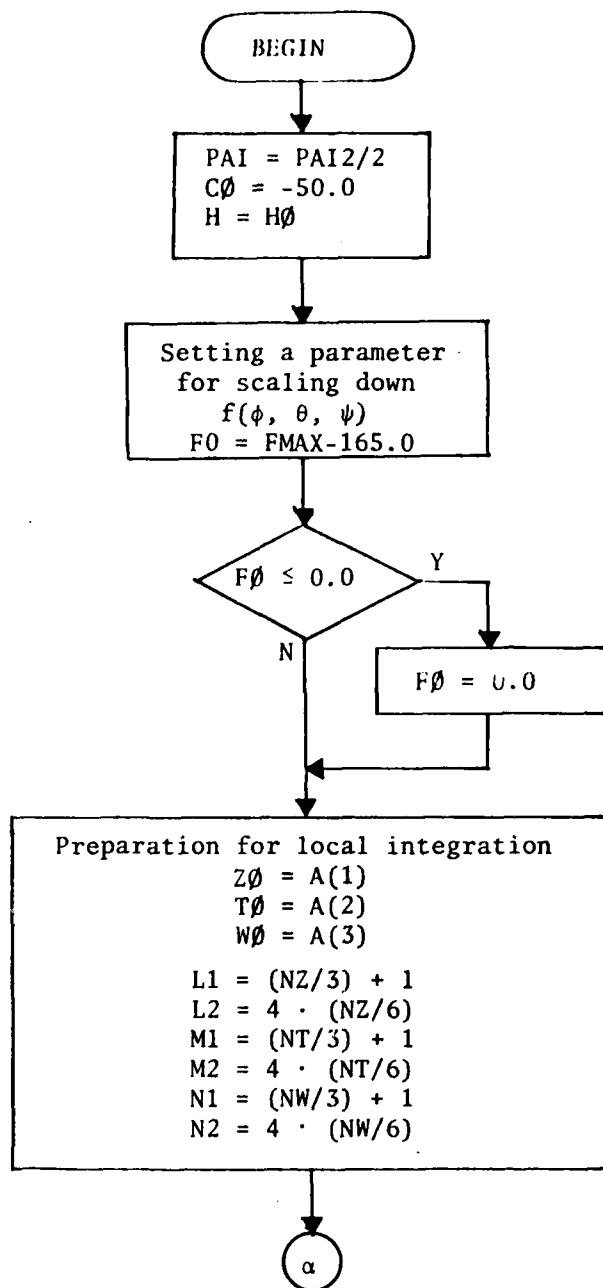 BEGIN
PAI = PAI2/2
CØ = -50.0
H = HØ
Setting a parameter
for scaling down
f(ϕ, θ, ψ)
FO = FMAX-165.0
FØ ≤ 0.0
Y
N
FØ = 0.0
Preparation for local integration
ZØ = A(1)
TØ = A(2)
WØ = A(3)
L1 = (NZ/3) + 1
L2 = 4 · (NZ/6)
M1 = (NT/3) + 1
M2 = 4 · (NT/6)
N1 = (NW/3) + 1
N2 = 4 · (NW/6)
α